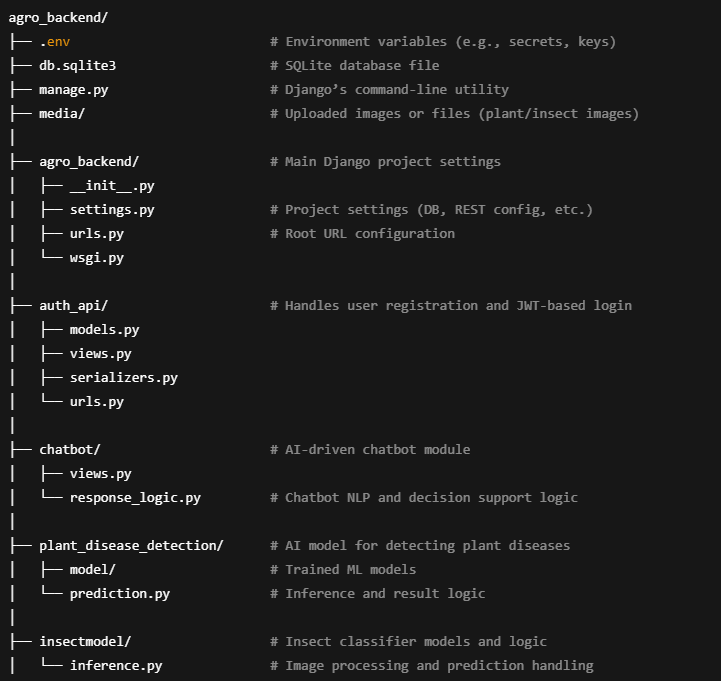 agro_backend/
├── .env                          # Environment variables (e.g., secrets, keys)
├── db.sqlite3                    # SQLite database file
├── manage.py                     # Django’s command-line utility
├── media/                        # Uploaded images or files (plant/insect images)
│
├── agro_backend/                 # Main Django project settings
│   ├── __init__.py
│   ├── settings.py               # Project settings (DB, REST config, etc.)
│   ├── urls.py                   # Root URL configuration
│   └── wsgi.py
│
├── auth_api/                     # Handles user registration and JWT-based login
│   ├── models.py
│   ├── views.py
│   ├── serializers.py
│   └── urls.py
│
├── chatbot/                      # AI-driven chatbot module
│   ├── views.py
│   └── response_logic.py         # Chatbot NLP and decision support logic
│
├── plant_disease_detection/      # AI model for detecting plant diseases
│   ├── model/                    # Trained ML models
│   └── prediction.py             # Inference and result logic
│
├── insectmodel/                  # Insect classifier models and logic
│   └── inference.py              # Image processing and prediction handling